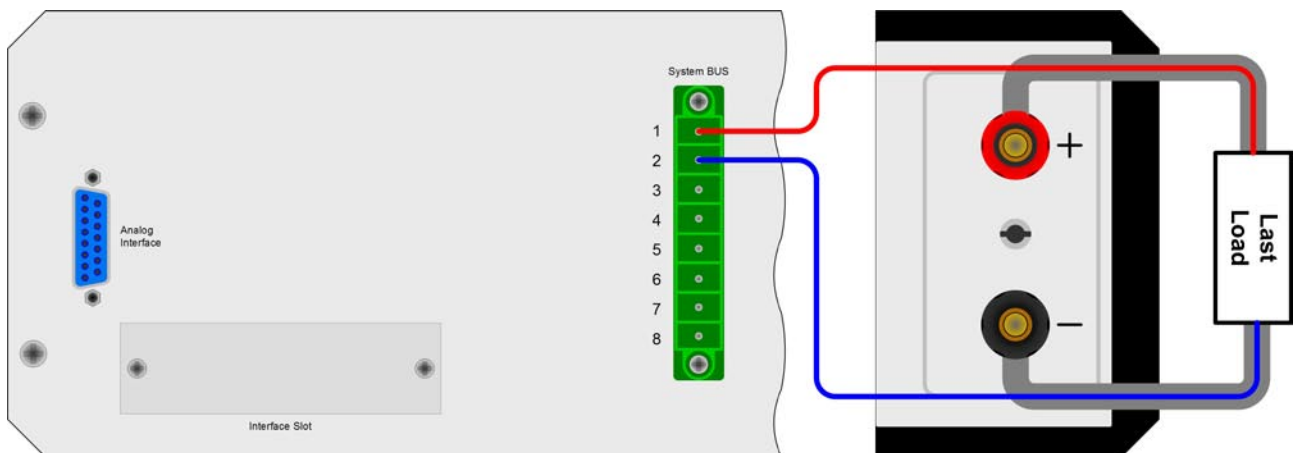 System BUS
1
2
3
4
5
6
7
8
Analog
Interface
Interface Slot
+
−
Last
Load